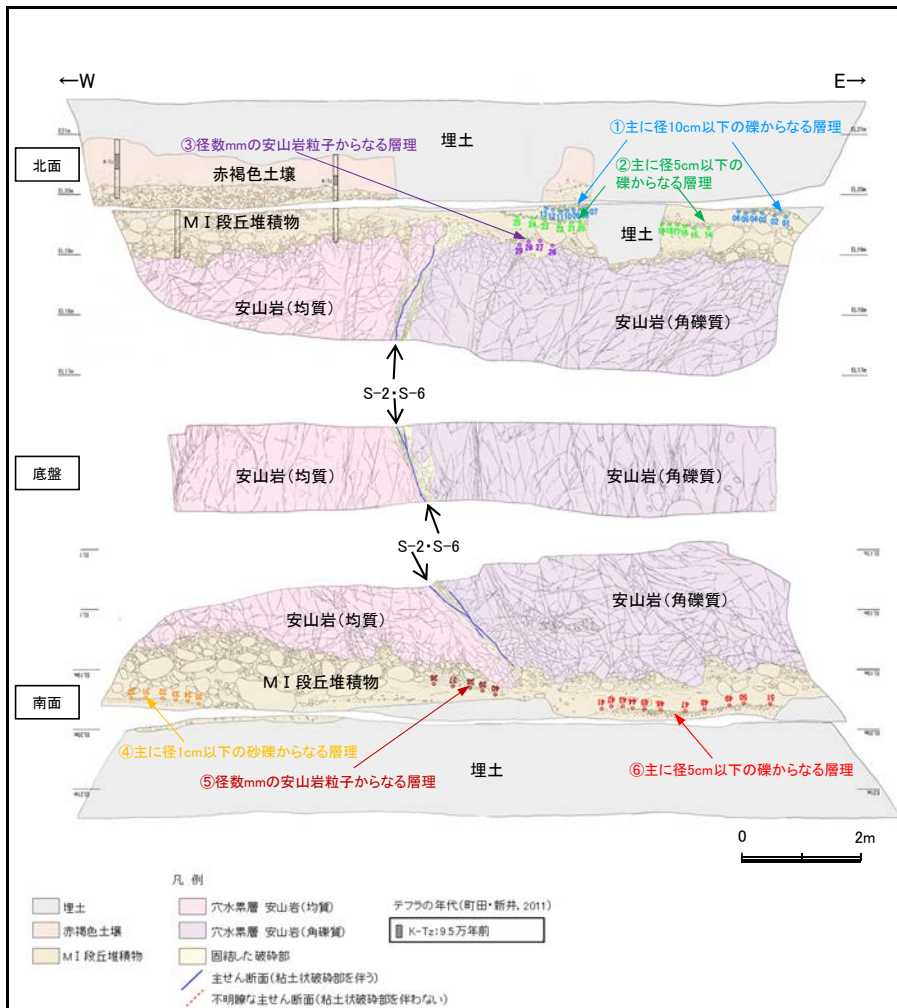 ←W
E→
北面
埋土
③径数mmの安山岩粒子からなる層理
①主に径10cm以下の礫からなる層理
②主に径5cm以下の
礫からなる層理
EL21m
EL21m
赤褐色土壌
K-Tz
K-Tz
EL20m
EL20m
MⅠ段丘堆積物
埋土
EL19m
EL19m
安山岩(均質)
安山岩(角礫質)
EL18m
EL18m
EL17m
EL17m
S-2・S-6
底盤
安山岩(均質)
安山岩(角礫質)
S-2・S-6
安山岩(均質)
安山岩(角礫質)
南面
MⅠ段丘堆積物
④主に径1cm以下の砂礫からなる層理
⑤径数mmの安山岩粒子からなる層理
⑥主に径5cm以下の礫からなる層理
埋土
0 2m
凡 例
埋土
赤褐色土壌
MⅠ段丘堆積物
穴水累層 安山岩(均質)
穴水累層 安山岩(角礫質)
固結した破砕部
主せん断面(粘土状破砕部を伴う)
不明瞭な主せん断面(粘土状破砕部を伴わない)
テフラの年代(町田・新井, 2011)
K-Tz:9.5万年前